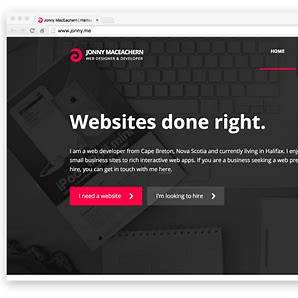 Jonny MacEachern | Halifax
www.jonny.me
JONNY MACEACHERN
WEB DESIGNER & DEVELOPER
HOME
Websites done right.
I am a web developer from Cape Breton, Nova Scotia and currently living in Halifax. I enj
small business sites to rich interactive web apps. If you are a business seeking a web pre
hire, you can get in touch with me here.
I need a website
I'm looking to hire